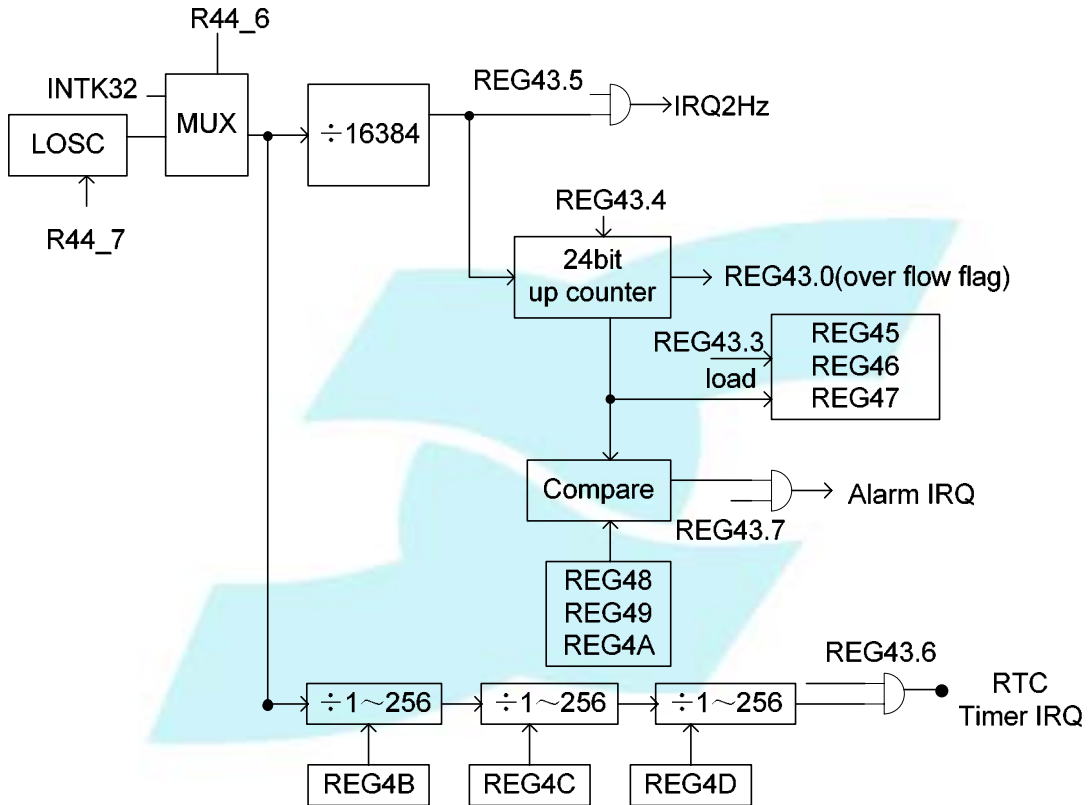 R44_6
INTK32
MUX
LOSC
R44_7
÷16384
REG43.5
IRQ2Hz
REG43.4
24bit
up counter
REG43.0(over flow flag)
REG43.3
load
REG45
REG46
REG47
Compare
REG43.7
Alarm IRQ
REG48
REG49
REG4A
REG43.6
÷1~256
÷1~256
÷1~256
RTC
Timer IRQ
REG4B
REG4C
REG4D